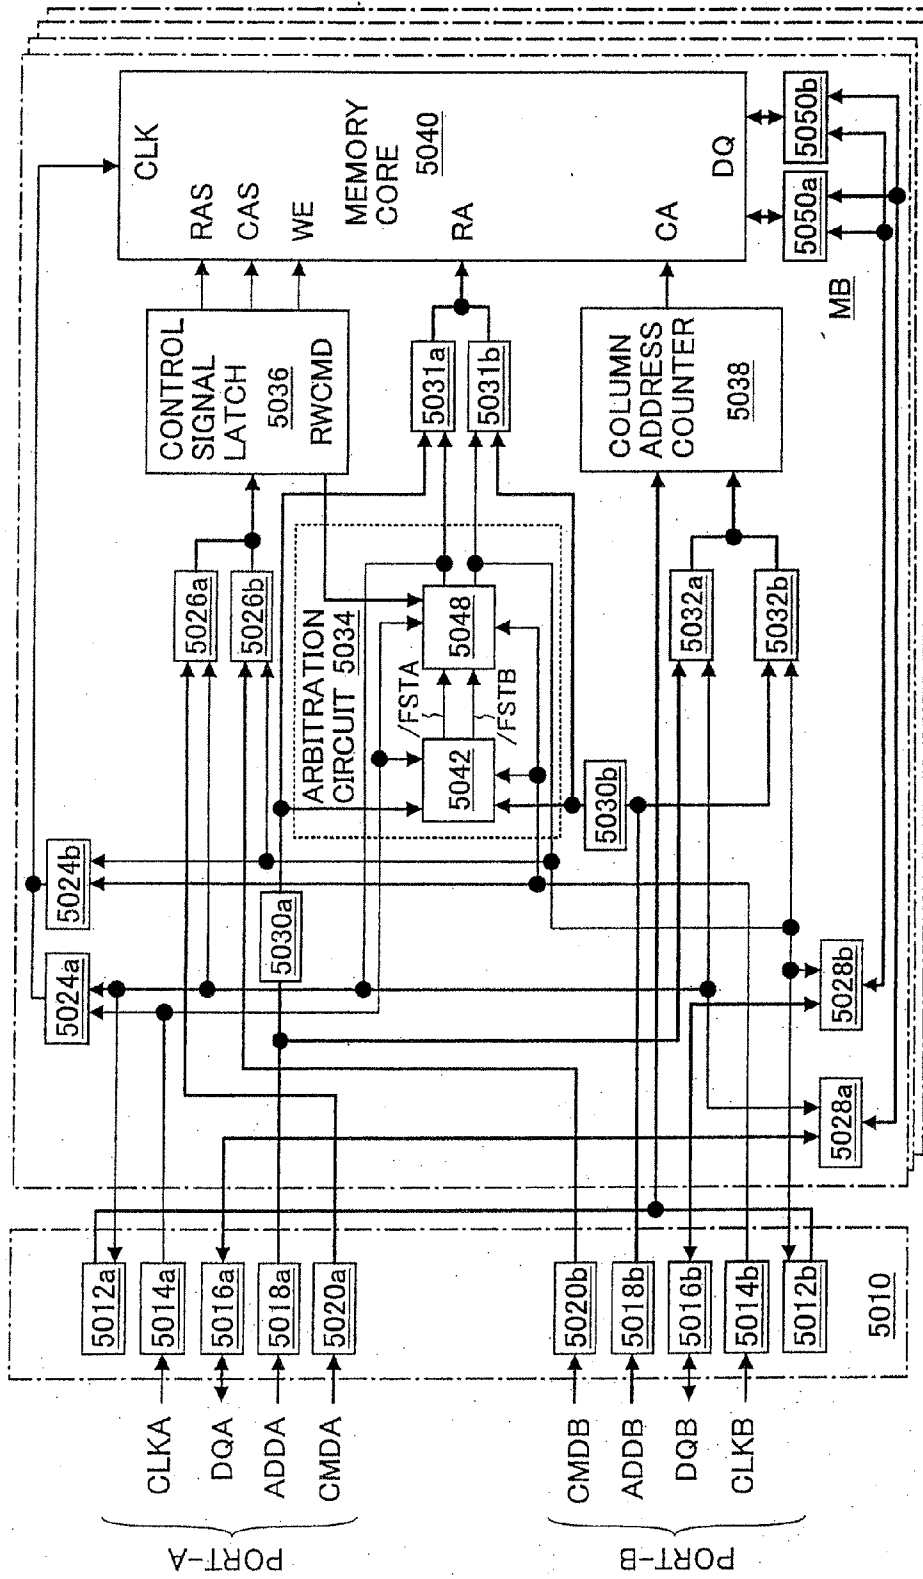 PORT-A
CLKA
DQA
ADDA
CMDA
PORT-B
CMDB
ADDB
DQB
CLKB
5012a
5014a
5016a
5018a
5020a
5020b
5018b
5016b
5014b
5012b
5010
5024a
5024b
5026a
5026b
5030a
5030b
5028a
5028b
ARBITRATION
CIRCUIT 5034
5042
/FSTA
/FSTB
5048
5031a
5031b
5032a
5032b
CONTROL
SIGNAL
LATCH
5036
RWCMD
COLUMN
ADDRESS
COUNTER
5038
MB
CLK
RAS
CAS
WE
MEMORY
CORE
5040
RA
CA
DQ
5050a
5050b